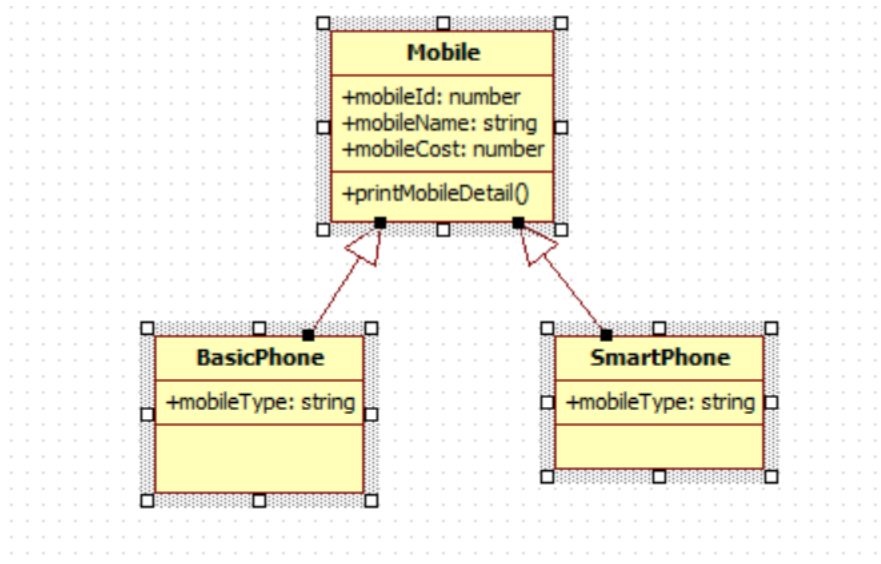 Mobile
+mobileId: number
+mobileName: string
+mobileCost: number
+printMobileDetail()
BasicPhone
+mobileType: string
SmartPhone
+mobileType: string